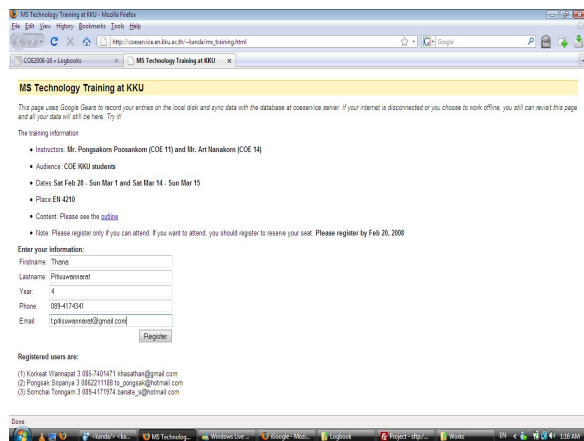 MS Technology Training at KKU - Mozilla Firefox
File Edit View History Bookmarks Tools Help
http://coeservice.en.kku.ac.th/~kanda/ms_training.html
Google
COE2008-16 » Logbooks
MS Technology Training at KKU
MS Technology Training at KKU
This page uses Google Gears to record your entries on the local disk and sync data with the database at coeservice server. If your internet is disconnected or you choose to work offline, you still can revisit this page
and all your data will still be here. Try it!
The training information
• Instructors: Mr. Pongsakorn Poosankom (COE 11) and Mr. Art Nanakorn (COE 14)
• Audience: COE KKU students
• Dates Sat Feb 28 - Sun Mar 1 and Sat Mar 14 - Sun Mar 15
• Place:EN 4210
• Content: Please see the outline
• Note: Please register only if you can attend. If you want to attend, you should register to reserve your seat. Please register by Feb 20, 2008
Enter your information:
Firstname: Thana
Lastname: Pitisuwannarat
Year: 4
Phone: 089-4174341
Email: t.pitisuwannarat@gmail.com
Register
Registered users are:
(1) Korkeat Wannapat 3 085-7401471 khasathan@gmail.com
(2) Pongsak Sripanya 3 0862211188 to_pongsak@hotmail.com
(3) Somchai Tonngam 3 089-4171974 banate_s@hotmail.com
Done
<kanda/> <ka...
MS Technolog...
Windows Live ...
iGoogle - Mozi...
Logbook
Project - sftp:/...
Works
EN
1:16 AM